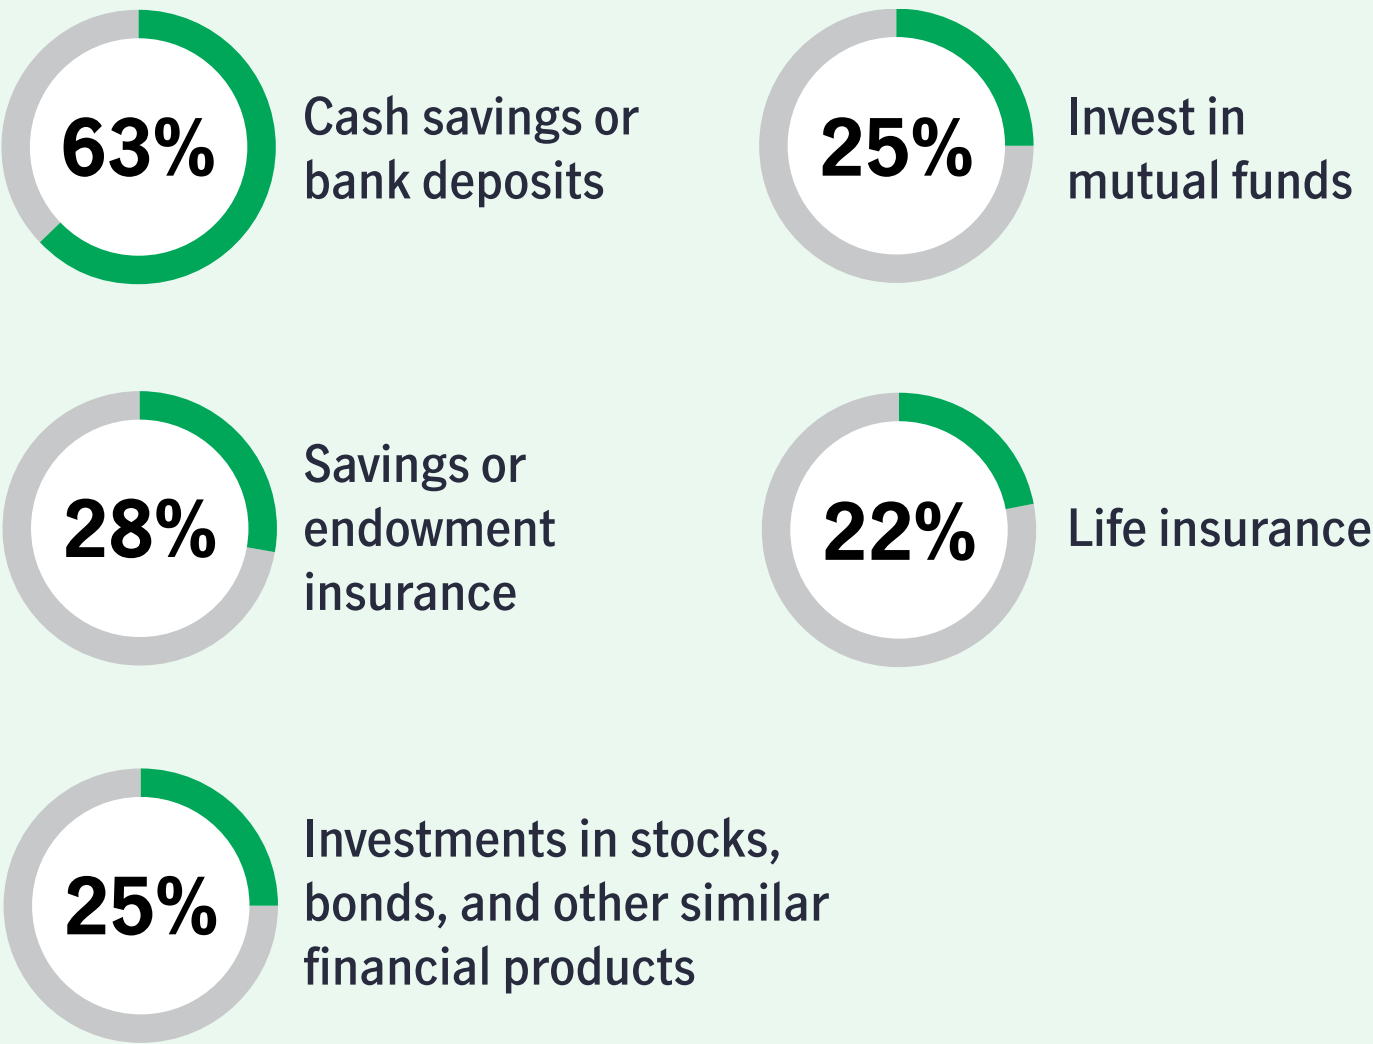 63%
Cash savings or
bank deposits
25%
Invest in
mutual funds
28%
Savings or
endowment
insurance
22%
Life insurance
25%
Investments in stocks,
bonds, and other similar
financial products